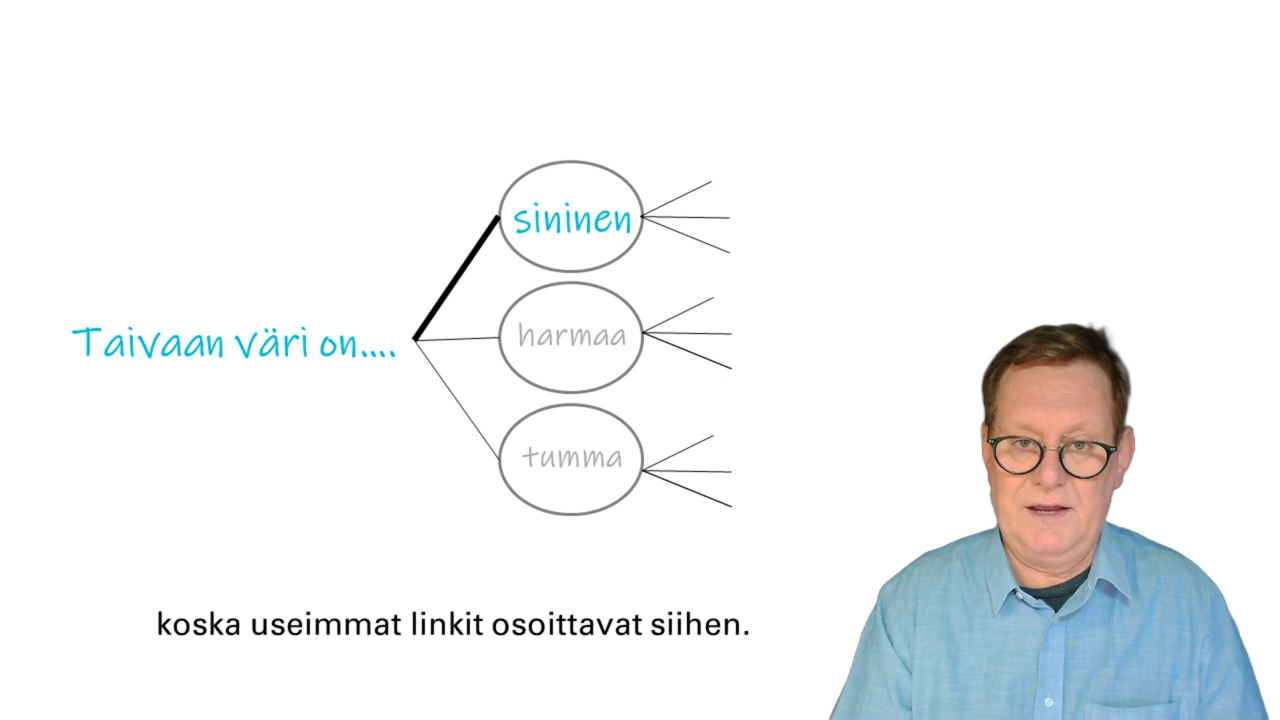 sininen
Taivaan väri on....
harmaa
tumma
koska useimmat linkit osoittavat siihen.